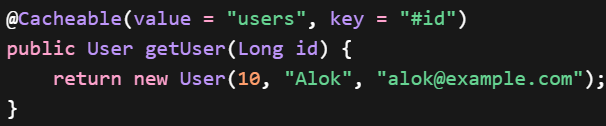 @Cacheable(value = "users", key = "#id")
public User getUser(Long id) {
    return new User(10, "Alok", "alok@example.com");
}